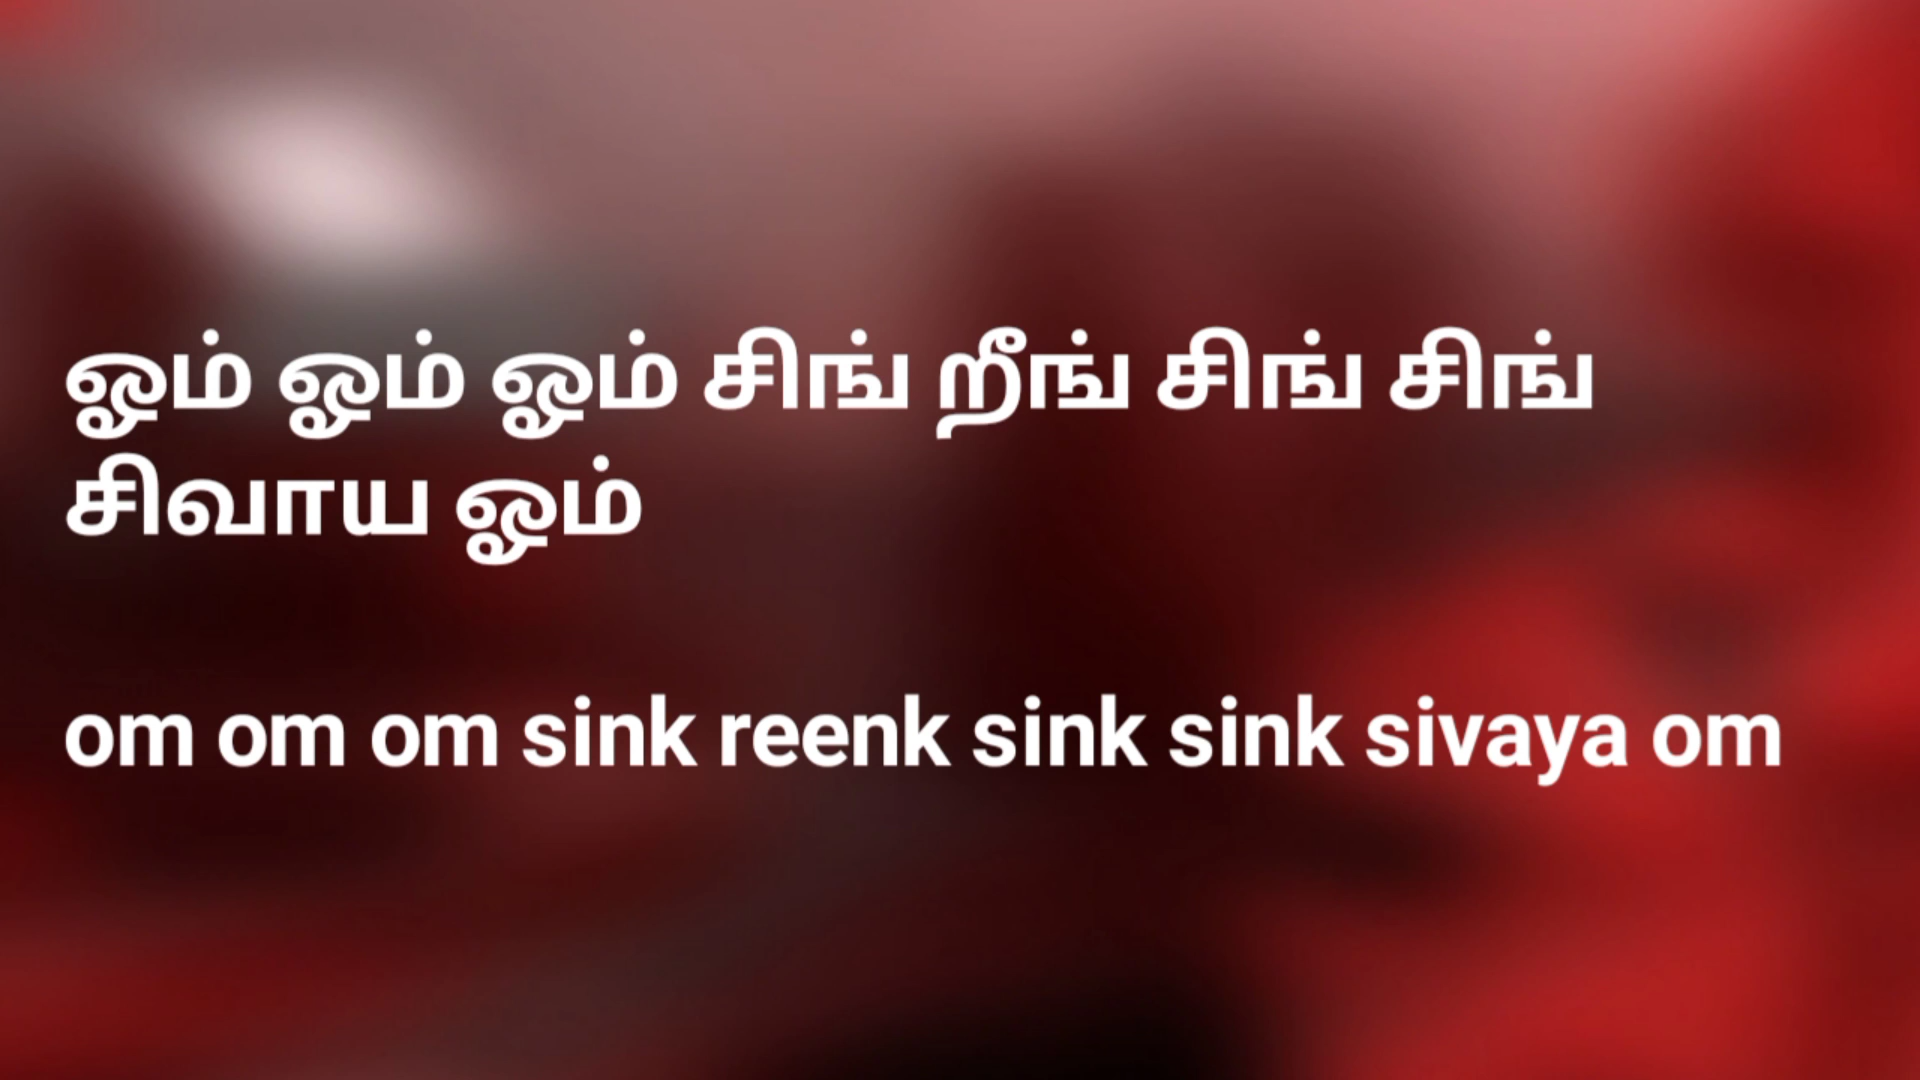 ஓம் ஓம் ஓம் சிங் றீங் சிங் சிங்
சிவாய ஓம்
om om om sink reenk sink sink sivaya om